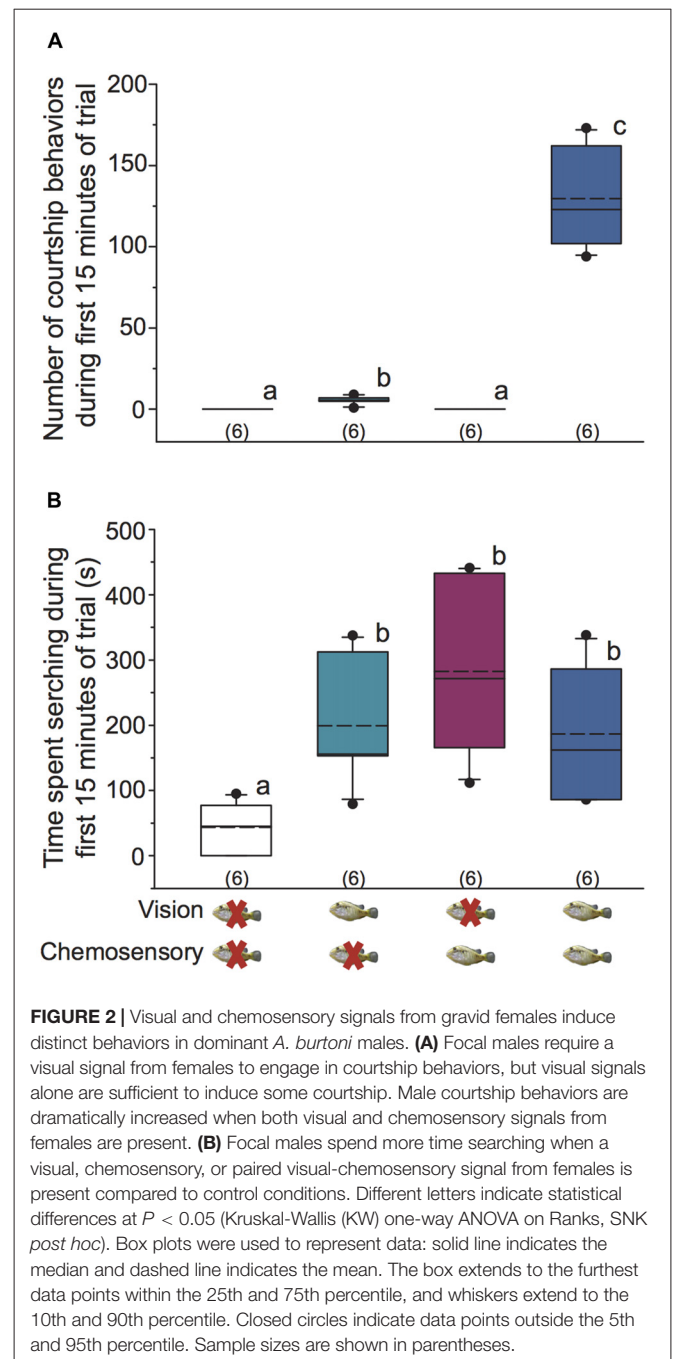 A
Number of courtship behaviors
during first 15 minutes of trial
200
150
100
50
0
a
b
a
c
(6)
(6)
(6)
(6)
B
Time spent serching during
first 15 minutes of trial (s)
500
400
300
200
100
0
a
b
b
b
(6)
(6)
(6)
(6)
Vision
Chemosensory
FIGURE 2 | Visual and chemosensory signals from gravid females induce
distinct behaviors in dominant A. burtoni males. (A) Focal males require a
visual signal from females to engage in courtship behaviors, but visual signals
alone are sufficient to induce some courtship. Male courtship behaviors are
dramatically increased when both visual and chemosensory signals from
females are present. (B) Focal males spend more time searching when a
visual, chemosensory, or paired visual-chemosensory signal from females is
present compared to control conditions. Different letters indicate statistical
differences at P < 0.05 (Kruskal-Wallis (KW) one-way ANOVA on Ranks, SNK
post hoc). Box plots were used to represent data: solid line indicates the
median and dashed line indicates the mean. The box extends to the furthest
data points within the 25th and 75th percentile, and whiskers extend to the
10th and 90th percentile. Closed circles indicate data points outside the 5th
and 95th percentile. Sample sizes are shown in parentheses.